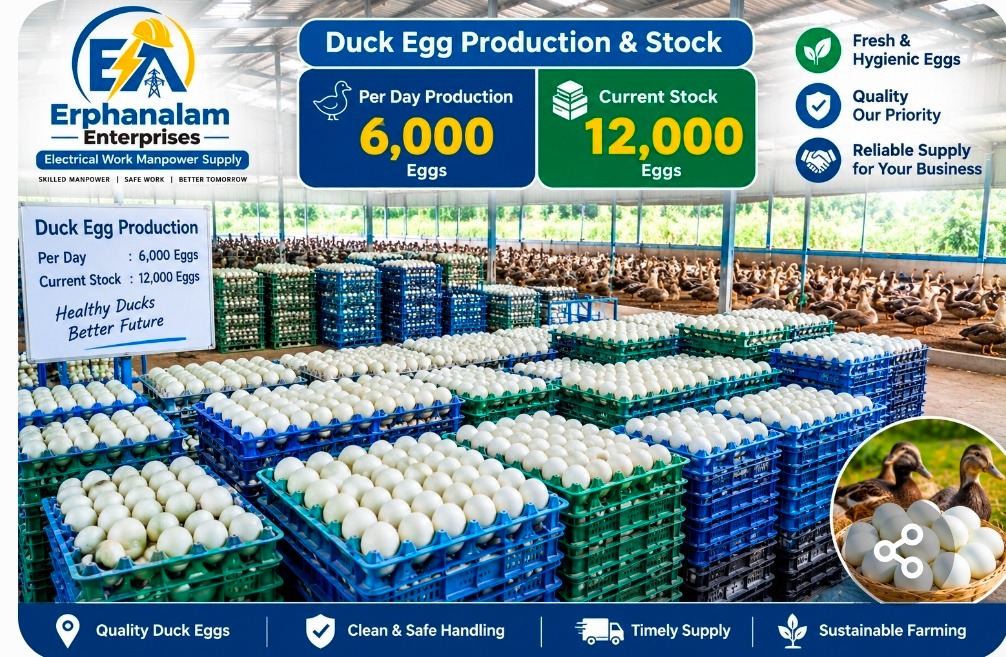 EA
Erphanalam
Enterprises
Electrical Work Manpower Supply
SKILLED MANPOWER | SAFE WORK | BETTER TOMORROW
Duck Egg Production & Stock
Per Day Production
6,000
Eggs
Current Stock
12,000
Eggs
Fresh &
Hygienic Eggs
Quality
Our Priority
Reliable Supply
for Your Business
Duck Egg Production
Per Day : 6,000 Eggs
Current Stock : 12,000 Eggs
Healthy Ducks
Better Future
Quality Duck Eggs
Clean & Safe Handling
Timely Supply
Sustainable Farming